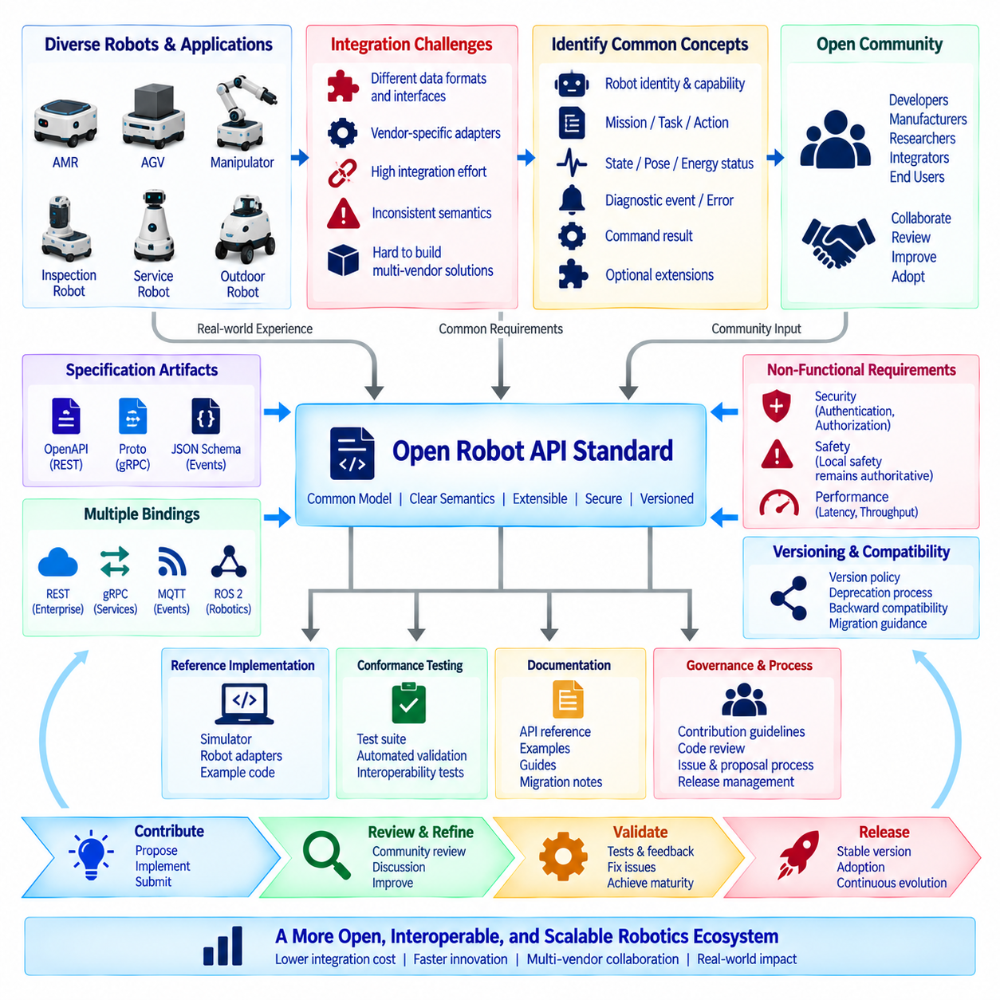 Diverse Robots & Applications
AMR
AGV
Manipulator
Inspection
Robot
Service
Robot
Outdoor
Robot
Integration Challenges
Different data formats
and interfaces
Vendor-specific adapters
High integration effort
Inconsistent semantics
Hard to build
multi-vendor solutions
Identify Common Concepts
Robot identity & capability
Mission / Task / Action
State / Pose / Energy status
Diagnostic event / Error
Command result
Optional extensions
Open Community
Developers
Manufacturers
Researchers
Integrators
End Users
Collaborate
Review
Improve
Adopt
Real-world Experience
Common Requirements
Community Input
Specification Artifacts
OpenAPI
(REST)
Proto
(gRPC)
{}
JSON Schema
(Events)
Multiple Bindings
REST
(Enterprise)
gRPC
(Services)
MQTT
(Events)
ROS 2
(Robotics)
</>
Open Robot API Standard
Common Model | Clear Semantics | Extensible | Secure | Versioned
Non-Functional Requirements
Security
(Authentication,
Authorization)
Safety
(Local safety
remains authoritative)
Performance
(Latency, Throughput)
Versioning & Compatibility
Version policy
Deprecation process
Backward compatibility
Migration guidance
Reference Implementation
</>
Simulator
Robot adapters
Example code
Conformance Testing
Test suite
Automated validation
Interoperability tests
Documentation
API reference
Examples
Guides
Migration notes
Governance & Process
Contribution guidelines
Code review
Issue & proposal process
Release management
Contribute
Propose
Implement
Submit
Review & Refine
Community review
Discussion
Improve
Validate
Tests & feedback
Fix issues
Achieve maturity
Release
Stable version
Adoption
Continuous evolution
A More Open, Interoperable, and Scalable Robotics Ecosystem
Lower integration cost | Faster innovation | Multi-vendor collaboration | Real-world impact